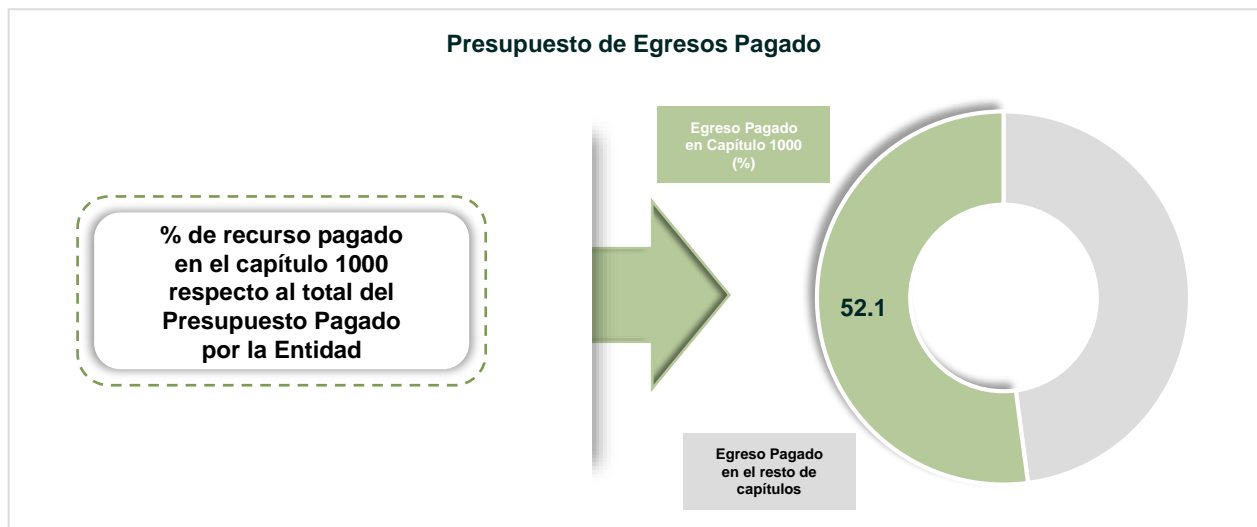 Presupuesto de Egresos Pagado
Egreso Pagado
en Capítulo 1000
(%)
% de recurso pagado
en el capítulo 1000
respecto al total del
Presupuesto Pagado
por la Entidad
52.1
Egreso Pagado
en el resto de
capítulos